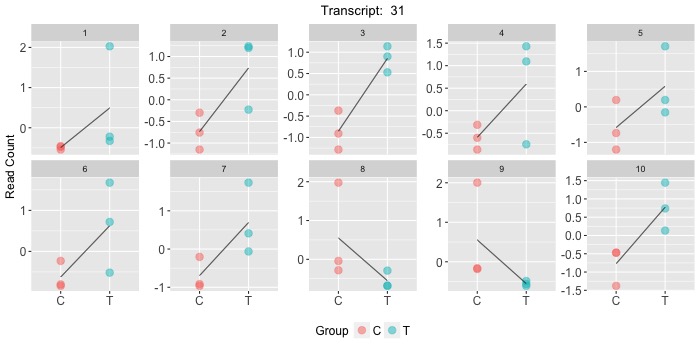 Transcript: 31
1 2 3 4 5
2 0
1.0 0.5 0.0 -0.5 -1.0
1.0 0.5 0.0 -0.5 -1.0
1.5 1.0 0.5 0.0 -0.5
1 0 -1
Read Count
6 7 8 9 10
1 0
1 0 -1
2 1 0
2 1 0
1.5 1.0 0.5 0.0 -0.5 -1.0 -1.5
C T C T C T C T C T
Group C T